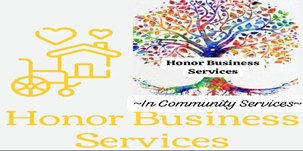 Honor Business
Services
~In Community Services~
Honor Business
Services